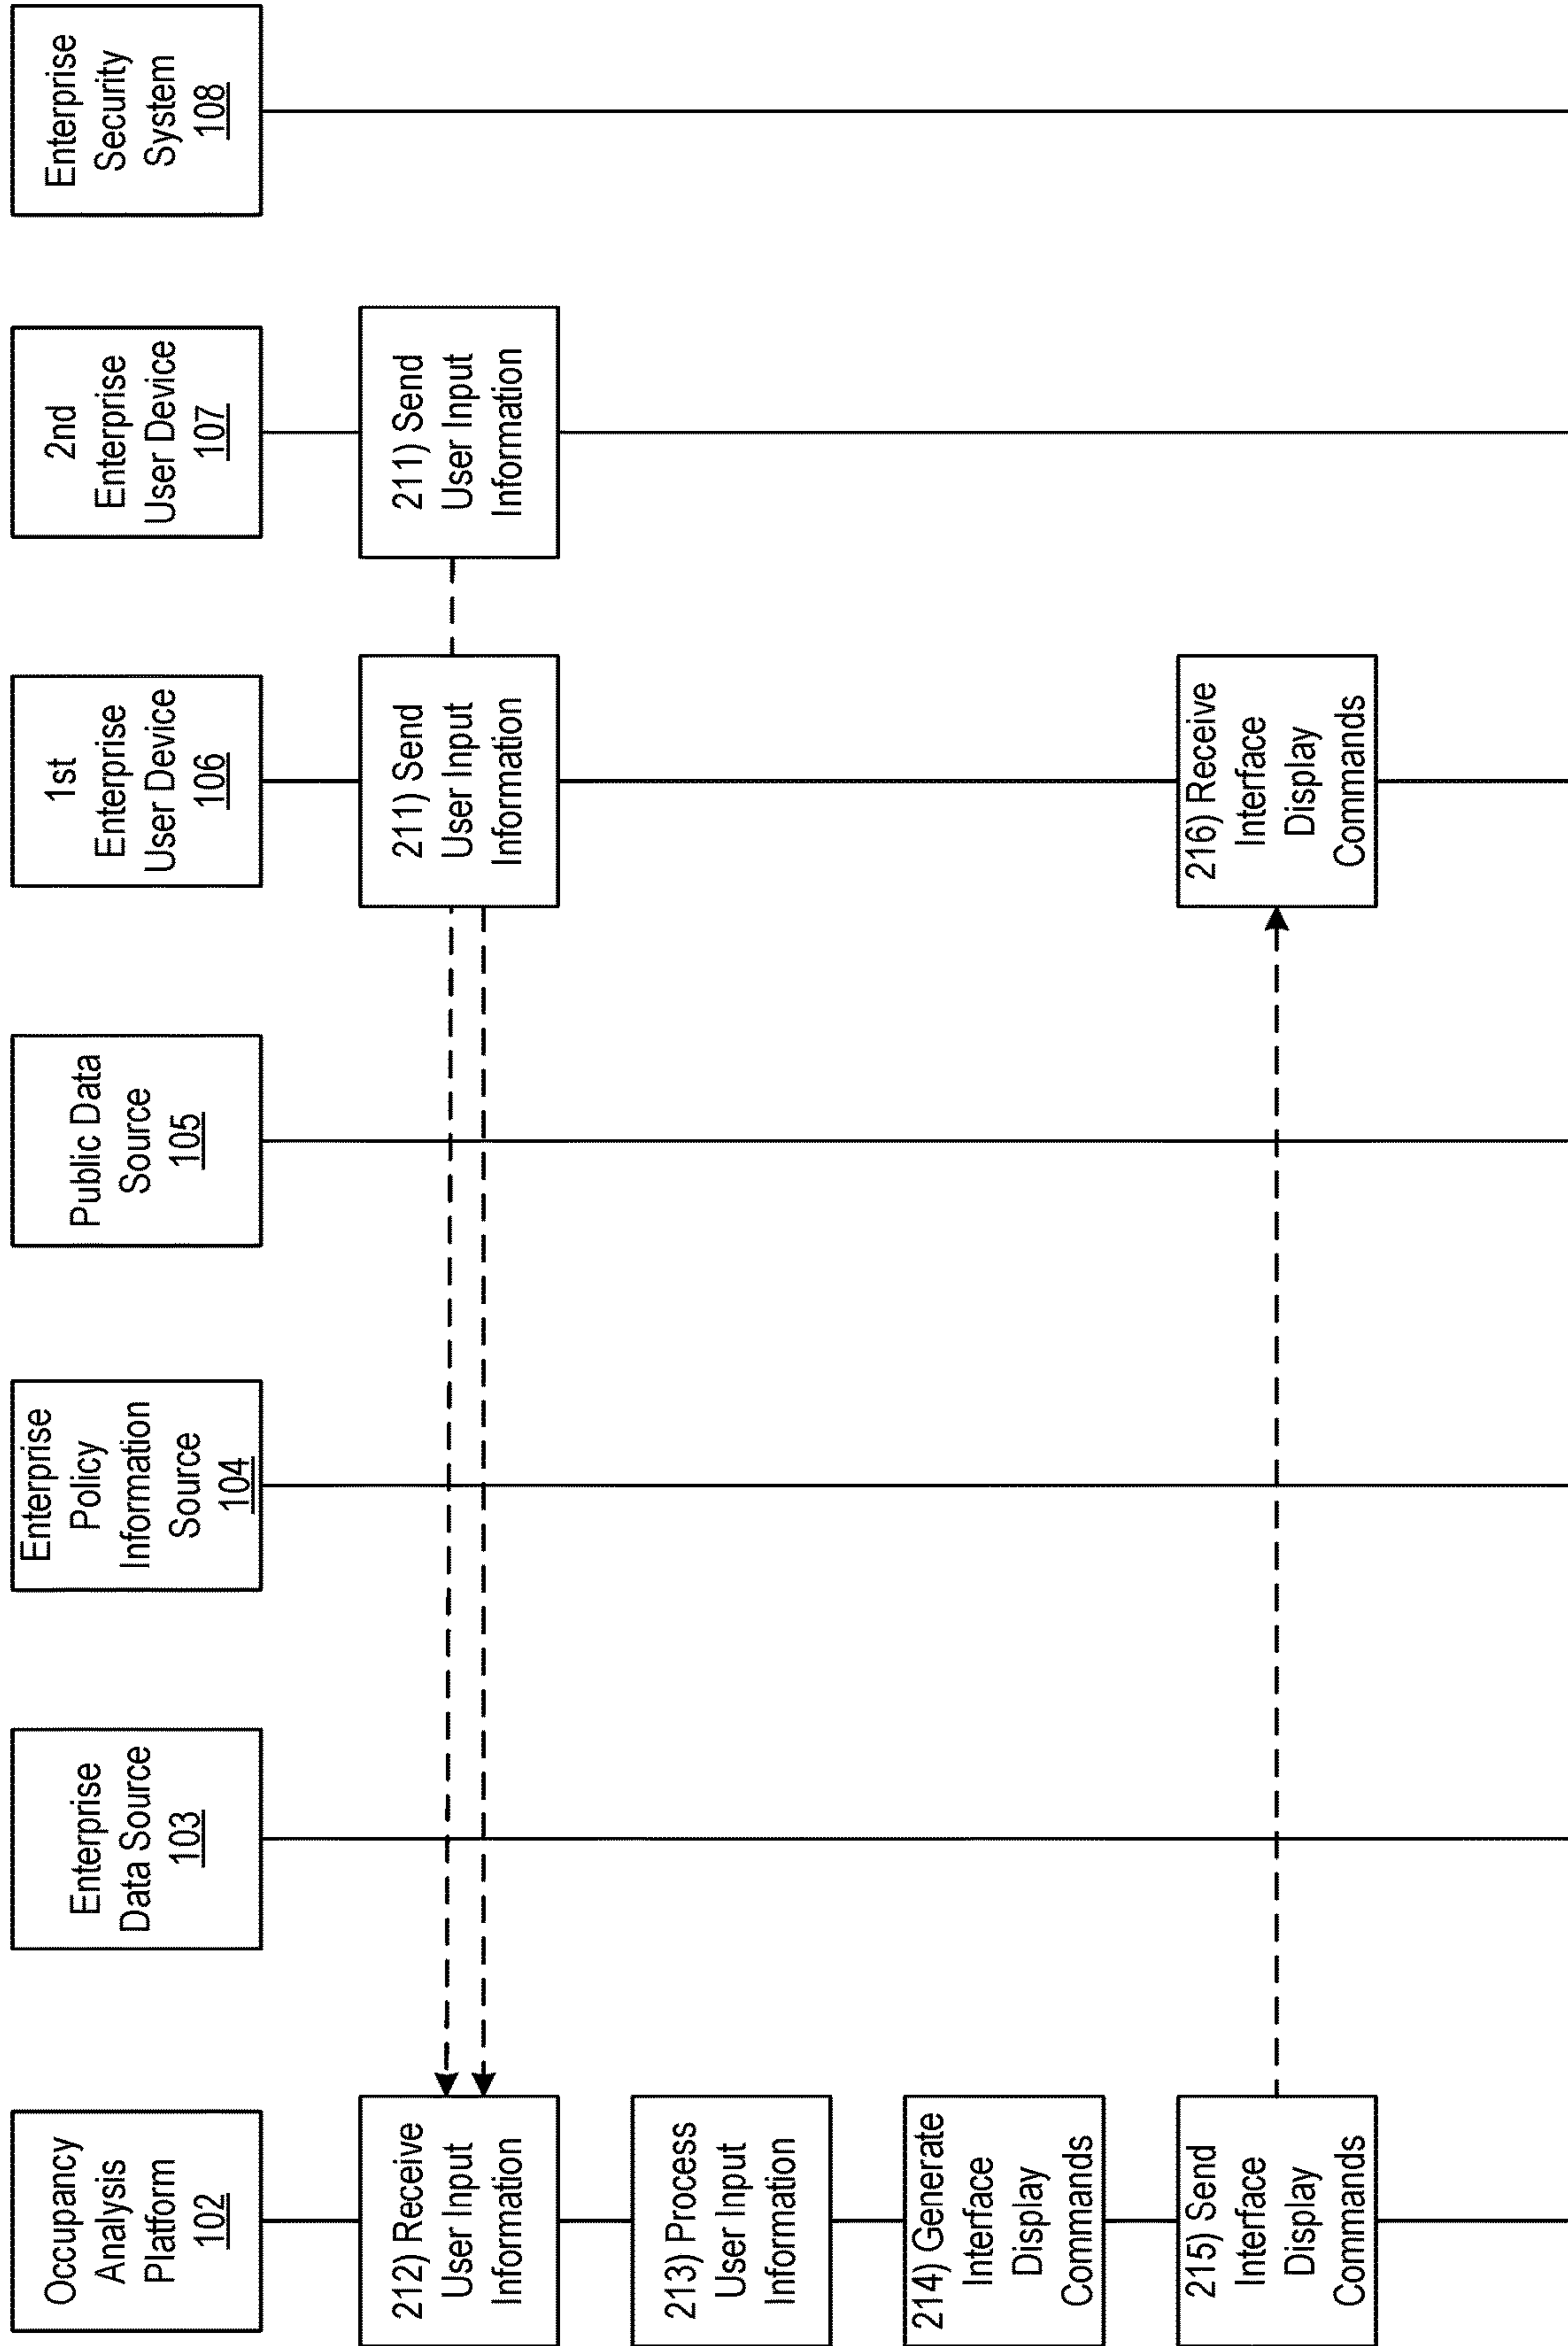 Occupancy
Analysis
Platform
102
Enterprise
Data Source
103
Enterprise
Policy
Information
Source
104
Public Data
Source
105
1st
Enterprise
User Device
106
2nd
Enterprise
User Device
107
Enterprise
Security
System
108
212) Receive
User Input
Information
211) Send
User Input
Information
211) Send
User Input
Information
213) Process
User Input
Information
214) Generate
Interface
Display
Commands
215) Send
Interface
Display
Commands
216) Receive
Interface
Display
Commands